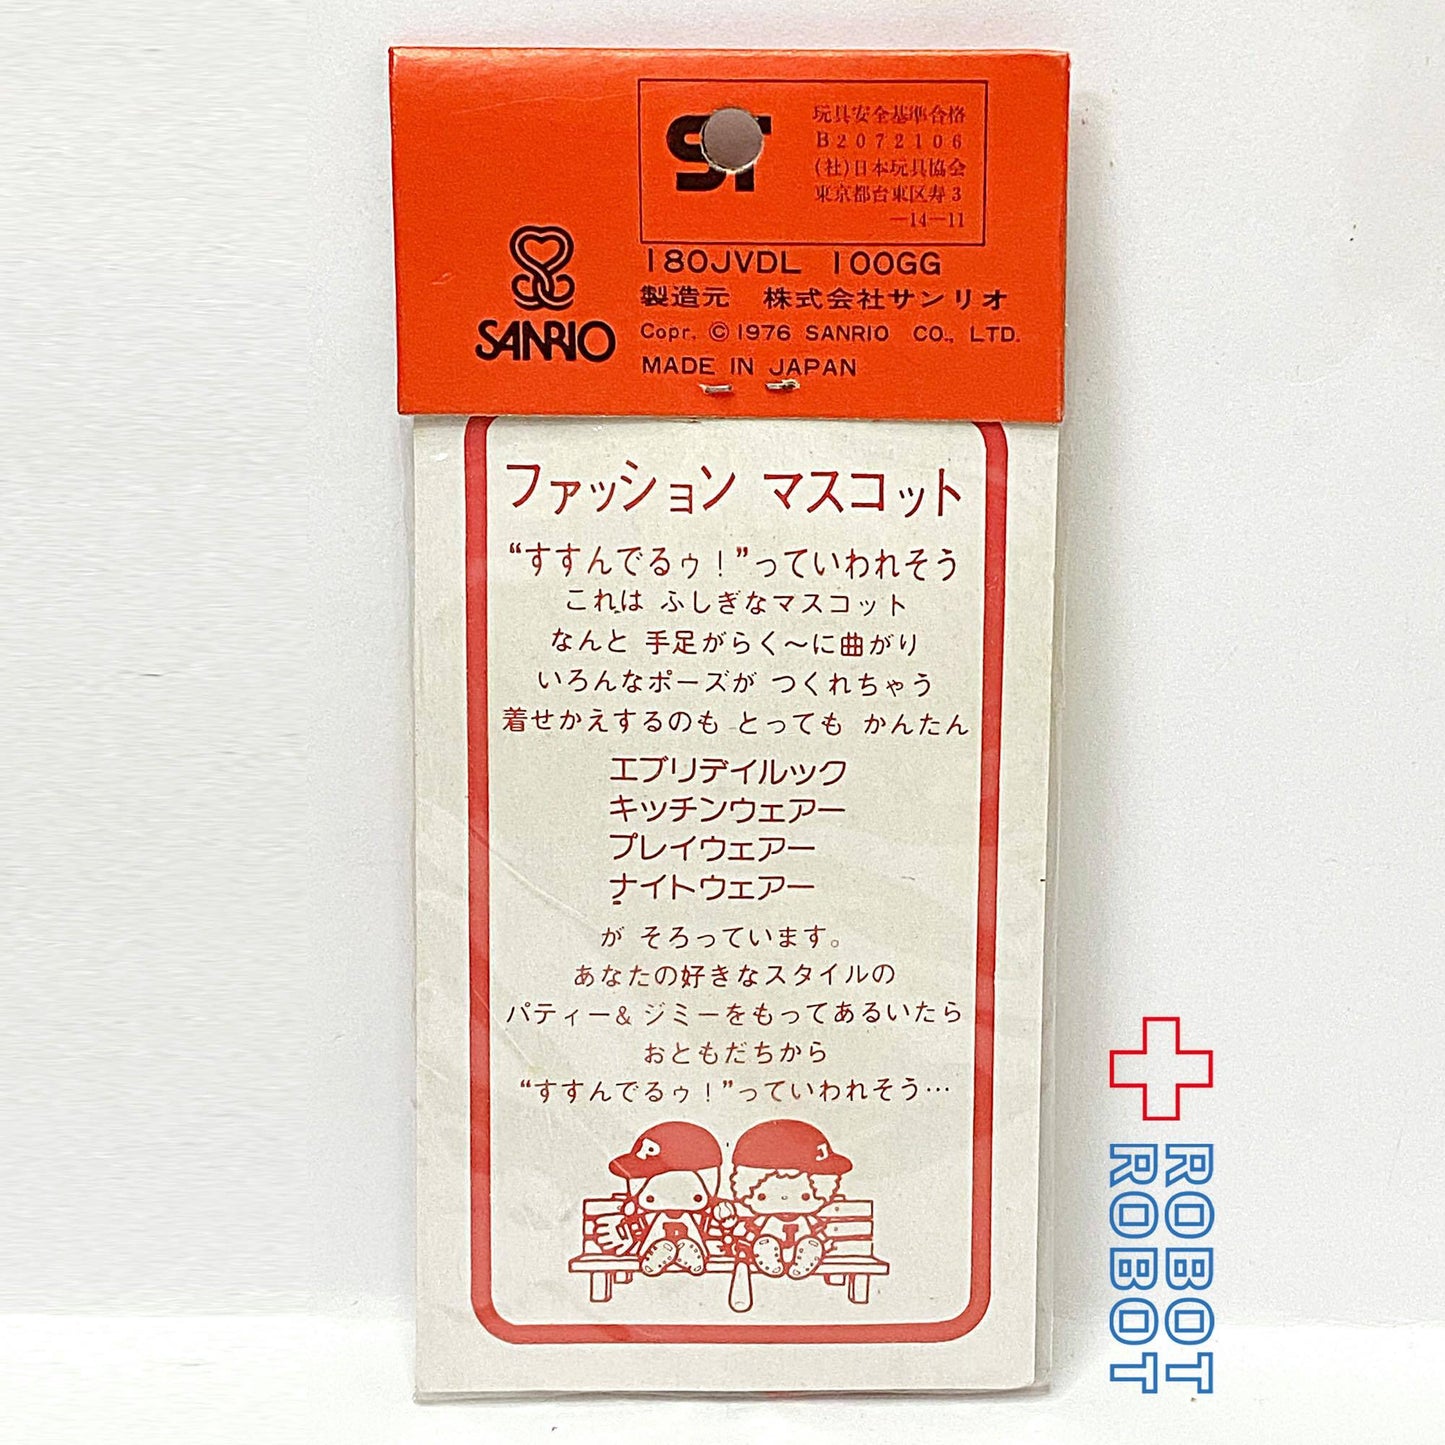 ST
玩具安全基準合格
B2072106
(社)日本玩具協会
東京都台東区寿3
—14—11
SANRIO
180JVDL 100GG
製造元 株式会社サンリオ
Copr. © 1976 SANRIO CO., LTD.
MADE IN JAPAN
ファッション マスコット
“すすんでるゥ！”っていわれそう
これは ふしぎなマスコット
なんと 手足がらく〜に曲がり
いろんなポーズが つくれちゃう
着せかえするのも とっても かんたん
エブリデイルック
キッチンウェアー
プレイウェアー
ナイトウェアー
が そろっています。
あなたの好きなスタイルの
パティー& ジミーをもってあるいたら
おともだちから
“すすんでるゥ！”っていわれそう…
P
J
P
J
ROBOT
ROBOT